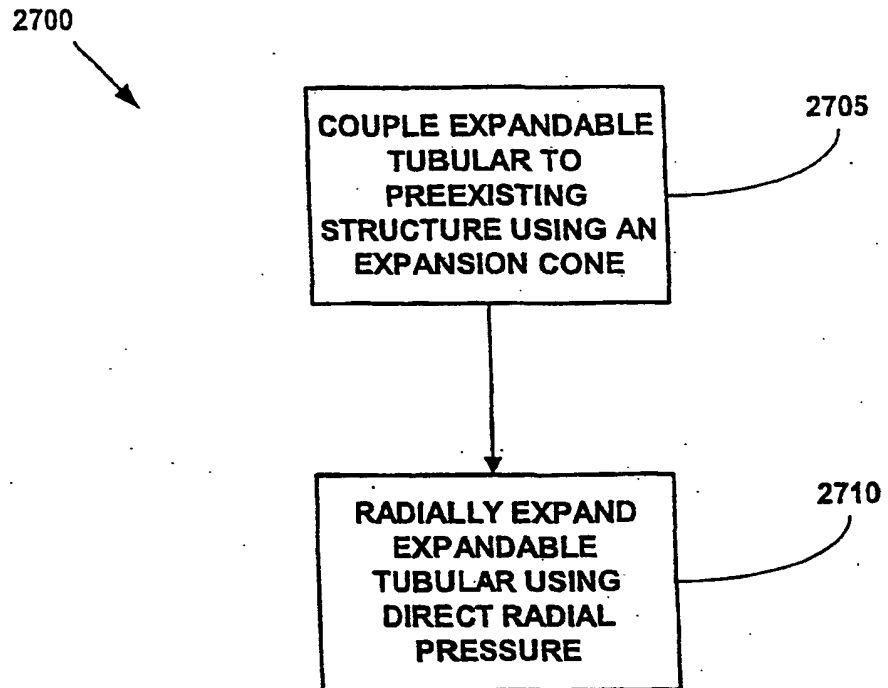 2700
COUPLE EXPANDABLE
TUBULAR TO
PREEXISTING
STRUCTURE USING AN
EXPANSION CONE
2705
RADIALLY EXPAND
EXPANDABLE
TUBULAR USING
DIRECT RADIAL
PRESSURE
2710